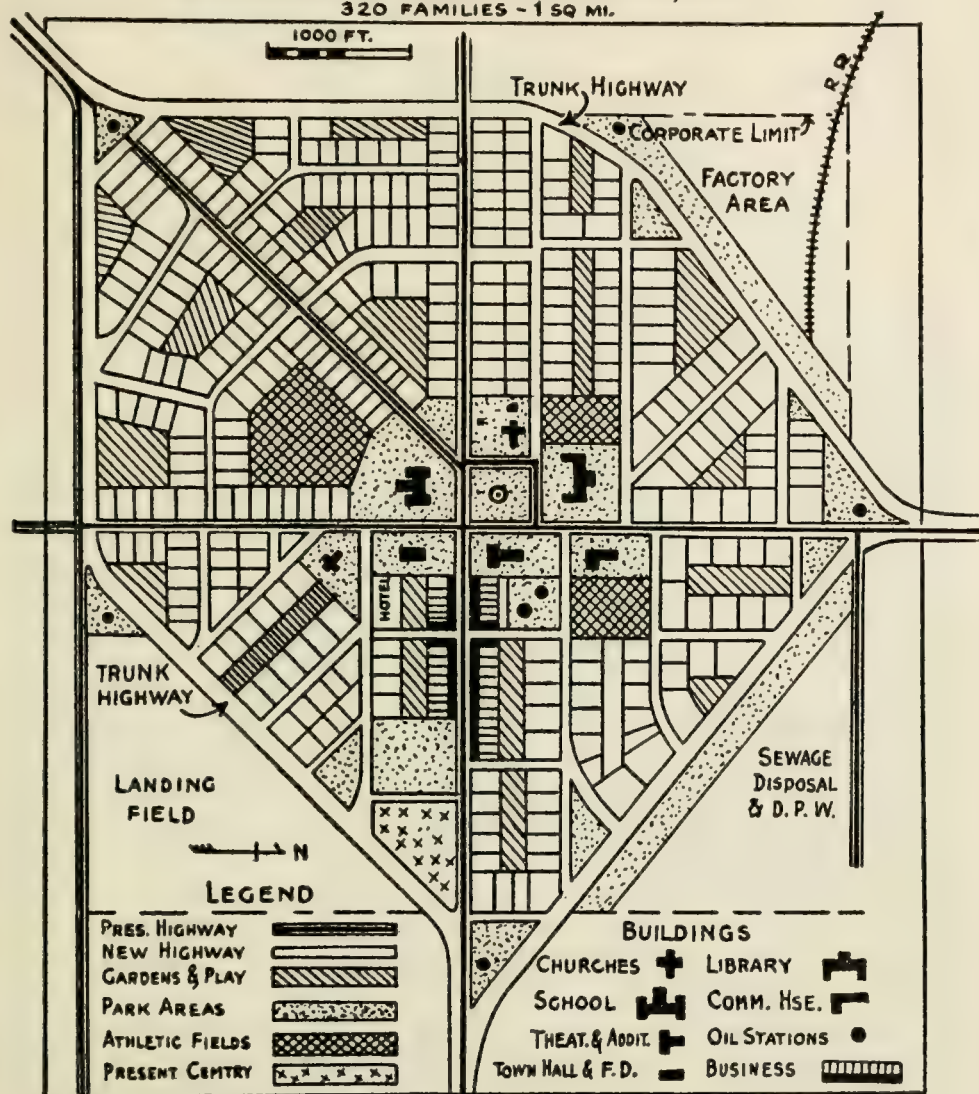 320 FAMILIES - 1 SQ MI.
1000 FT.
TRUNK HIGHWAY
R R
CORPORATE LIMIT
FACTORY
AREA
HOTEL
TRUNK
HIGHWAY
LANDING
FIELD
N
SEWAGE
DISPOSAL
& D. P. W.
LEGEND
PRES. HIGHWAY
NEW HIGHWAY
GARDENS & PLAY
PARK AREAS
ATHLETIC FIELDS
PRESENT CEMTRY
BUILDINGS
CHURCHES
LIBRARY
SCHOOL
COMM. HSE.
THEAT. & AUDIT.
OIL STATIONS
TOWN HALL & F. D.
BUSINESS